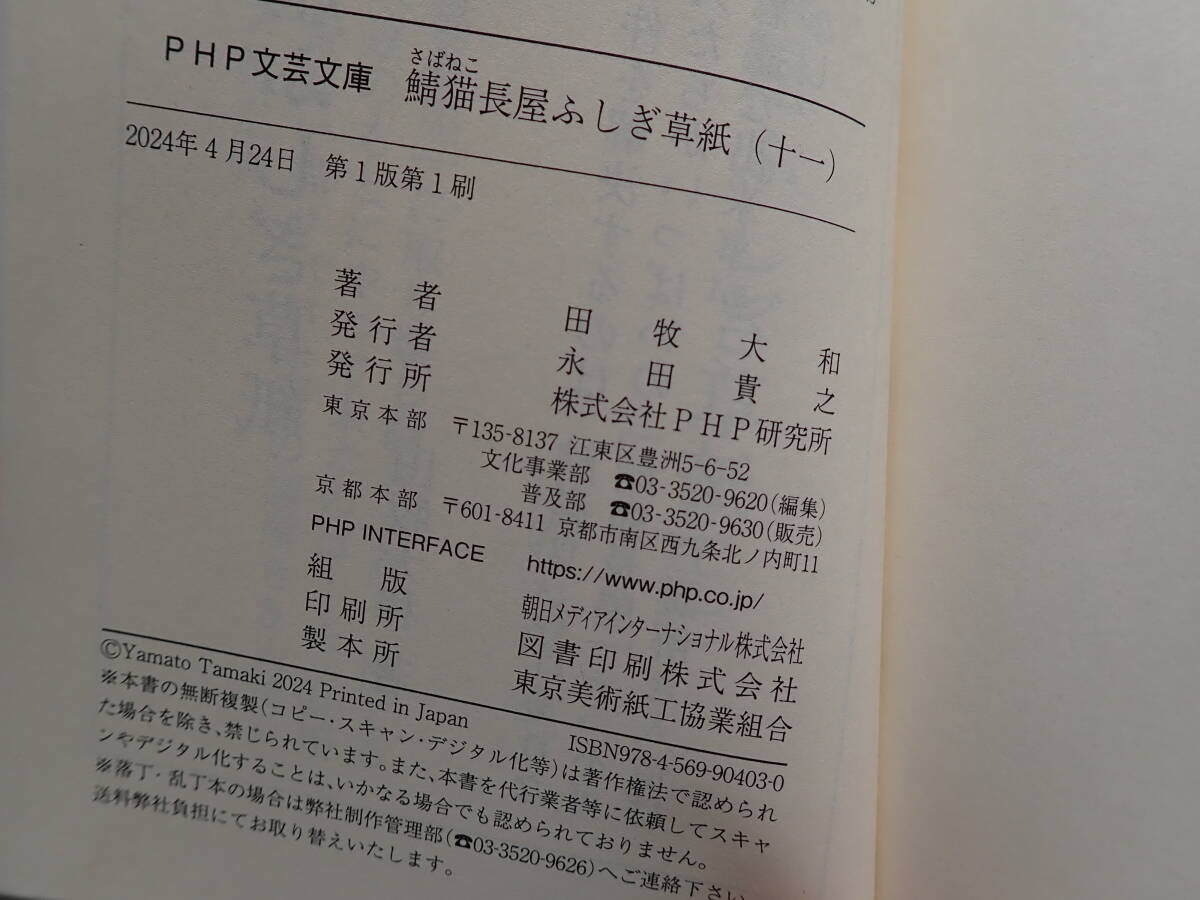 さばねこ
PHP文芸文庫 鯖猫長屋ふしぎ草紙(十一)
2024年4月24日 第1版第1刷
著者 田牧大和
発行者 永田貴之
発行所 株式会社PHP研究所
東京本部 〒135-8137 江東区豊洲5-6-52
文化事業部 ☎03-3520-9620(編集)
普及部 ☎03-3520-9630(販売)
京都本部 〒601-8411 京都市南区西九条北ノ内町11
PHP INTERFACE https://www.php.co.jp/
組版 朝日メディアインターナショナル株式会社
印刷所 図書印刷株式会社
製本所 東京美術紙工協業組合
©Yamato Tamaki 2024 Printed in Japan ISBN978-4-569-90403-0
※本書の無断複製(コピー・スキャン・デジタル化等)は著作権法で認められ
た場合を除き、禁じられています。また、本書を代行業者等に依頼してスキャ
ンやデジタル化することは、いかなる場合でも認められておりません。
※落丁・乱丁本の場合は弊社制作管理部(☎03-3520-9626)へご連絡下さい
送料弊社負担にてお取り替えいたします。